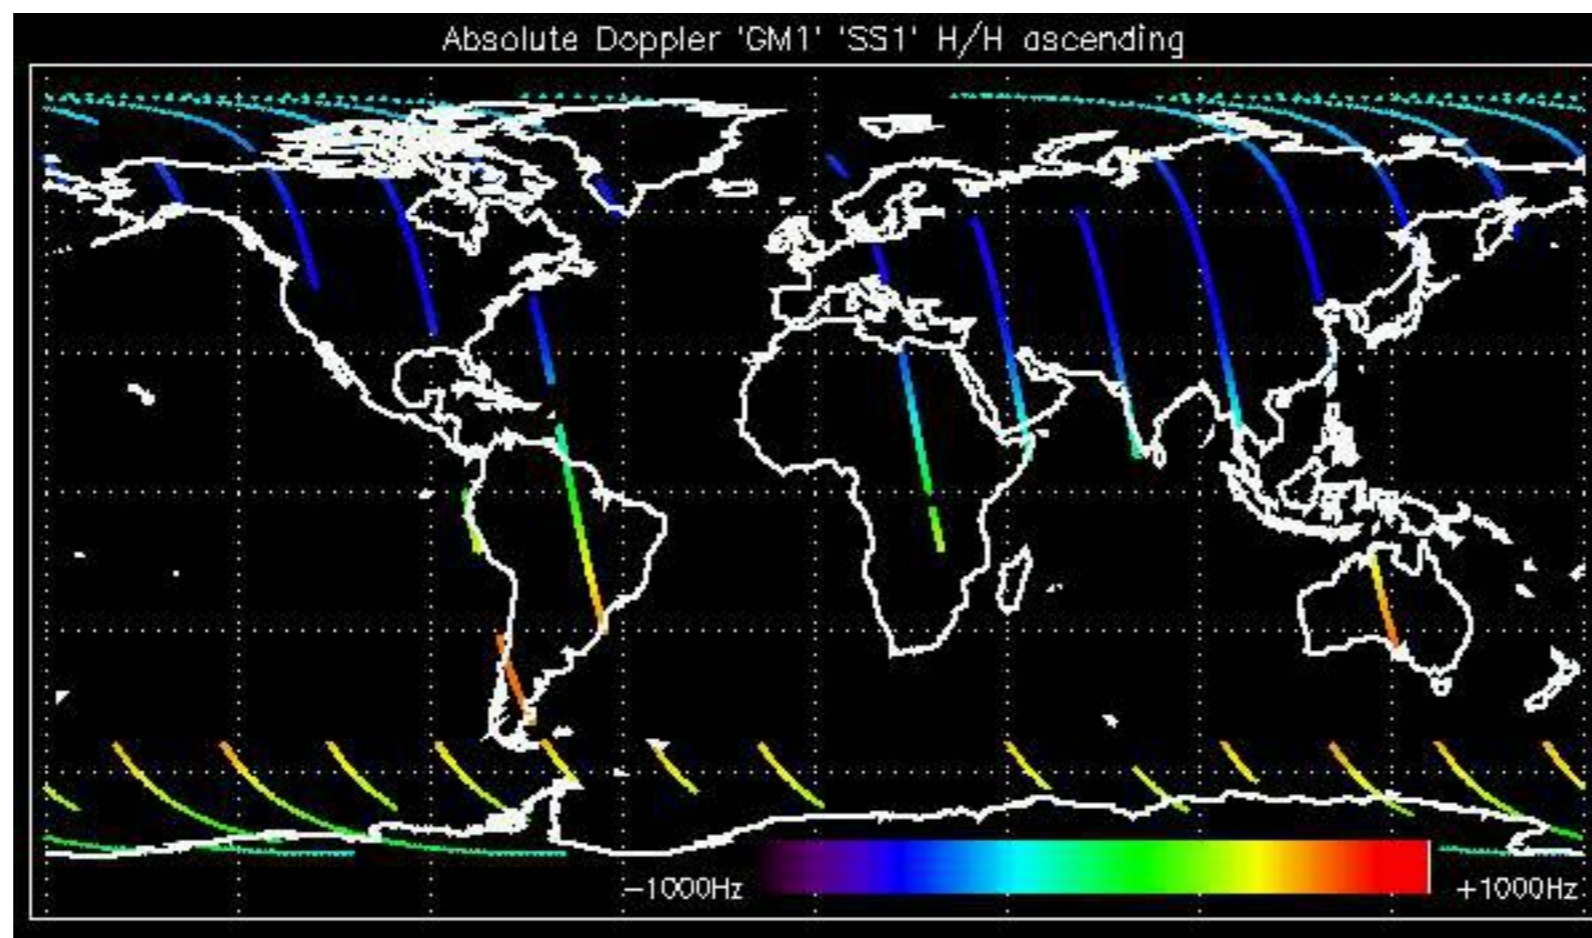 Absolute Doppler 'GM1' 'SS1' H/H ascending
−1000Hz
+1000Hz